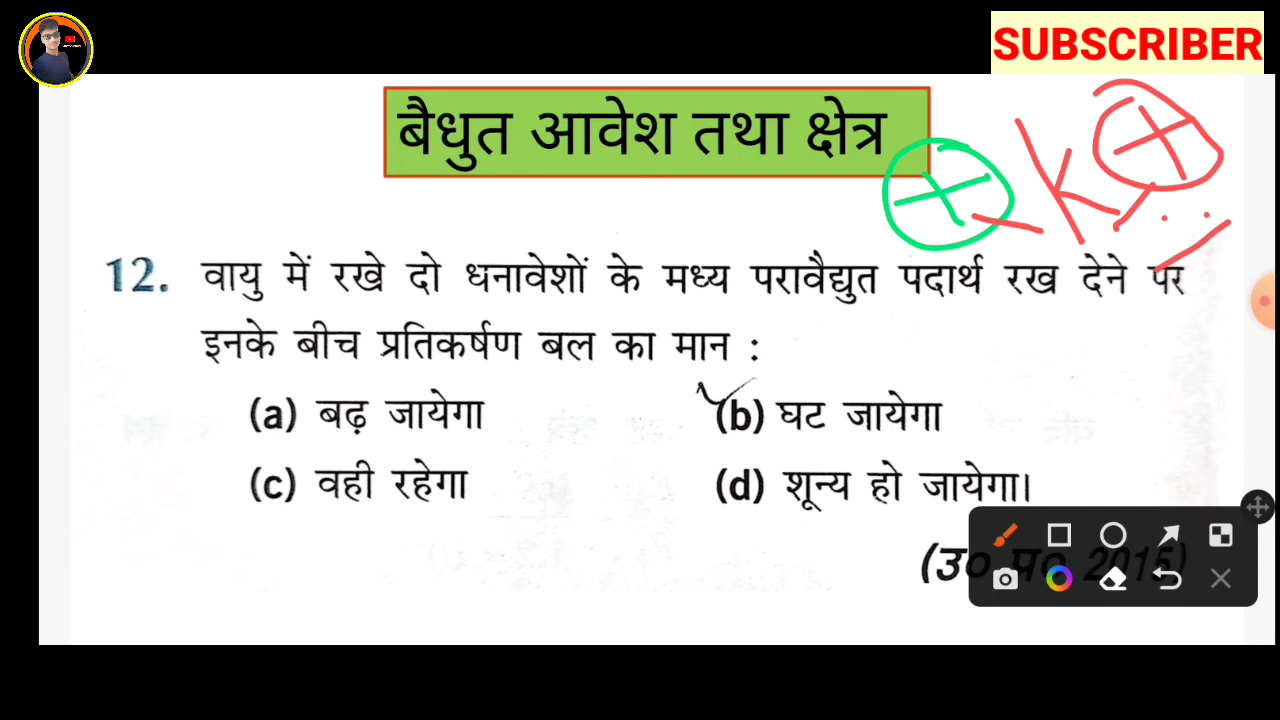 SUBSCRIBER
बैधुत आवेश तथा क्षेत्र
K
12. वायु में रखे दो धनावेशों के मध्य परावैद्युत पदार्थ रख देने पर
इनके बीच प्रतिकर्षण बल का मान :
(a) बढ़ जायेगा (b) घट जायेगा
(c) वही रहेगा (d) शून्य हो जायेगा।
(उ० प्र० 2015)